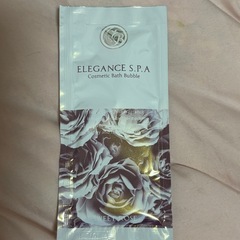 ELEGANCE S.P.A
Cosmetic Bath Bubble